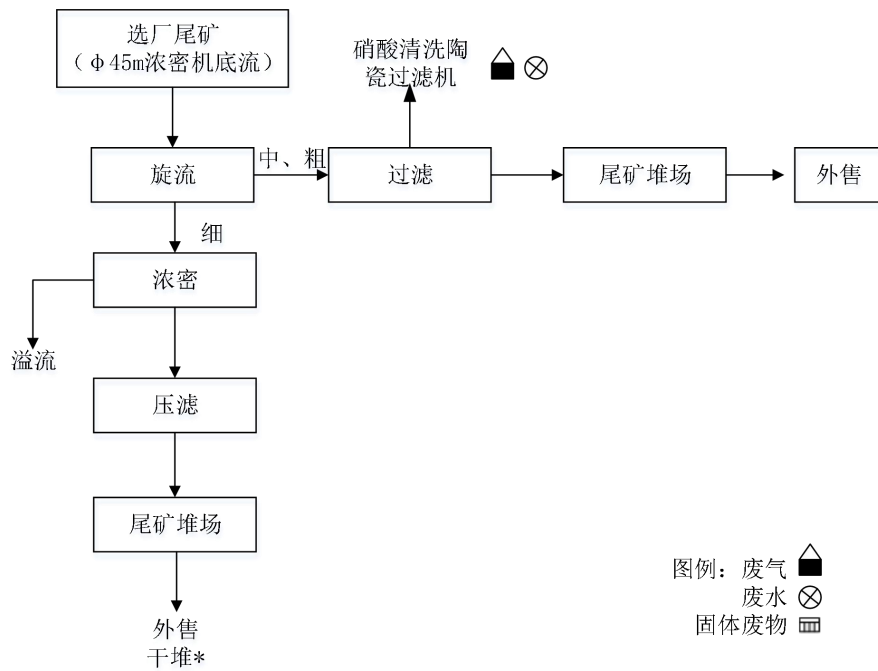 选厂尾矿
（φ45m浓密机底流）
硝酸清洗陶
瓷过滤机
旋流
中、粗
过滤
尾矿堆场
外售
细
浓密
溢流
压滤
尾矿堆场
外售
干堆*
图例：废气
废水
固体废物